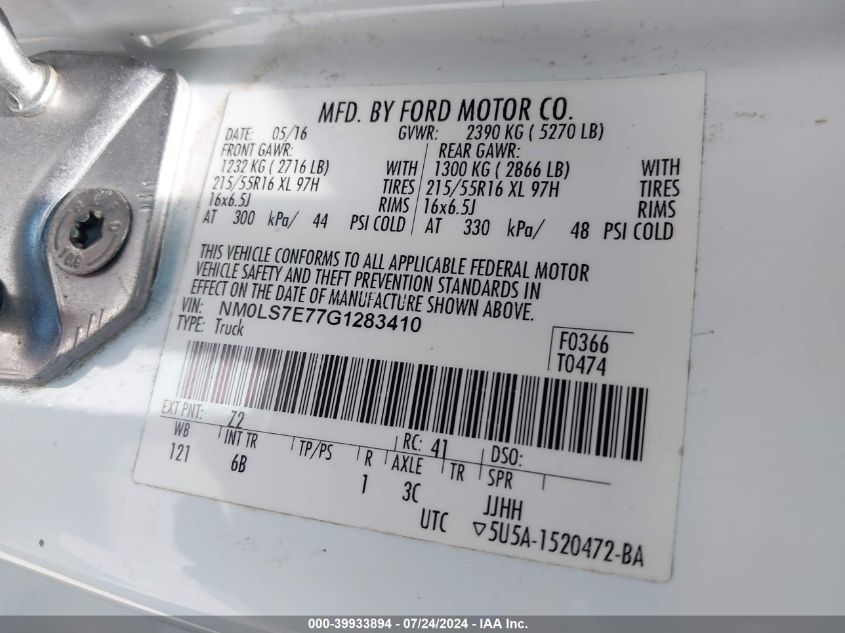 MFD. BY FORD MOTOR CO.
DATE: 05/16 GVWR: 2390 KG ( 5270 LB)
FRONT GAWR: REAR GAWR:
1232 KG ( 2716 LB) WITH 1300 KG ( 2866 LB) WITH
215/55R16 XL 97H TIRES 215/55R16 XL 97H TIRES
16x6.5J RIMS 16x6.5J RIMS
AT 300 kPa/ 44 PSI COLD AT 330 kPa/ 48 PSI COLD
THIS VEHICLE CONFORMS TO ALL APPLICABLE FEDERAL MOTOR
VEHICLE SAFETY AND THEFT PREVENTION STANDARDS IN
EFFECT ON THE DATE OF MANUFACTURE SHOWN ABOVE.
VIN: NM0LS7E77G1283410
TYPE: Truck
F0366
T0474
EXT PNT: Z2 RC: 41 DSO:
WB INT TR TP/PS R AXLE TR SPR
121 6B 1 3C JJHH
UTC ▽5U5A-1520472-BA
000-39933894 / 07/24/2024 - IAA Inc.